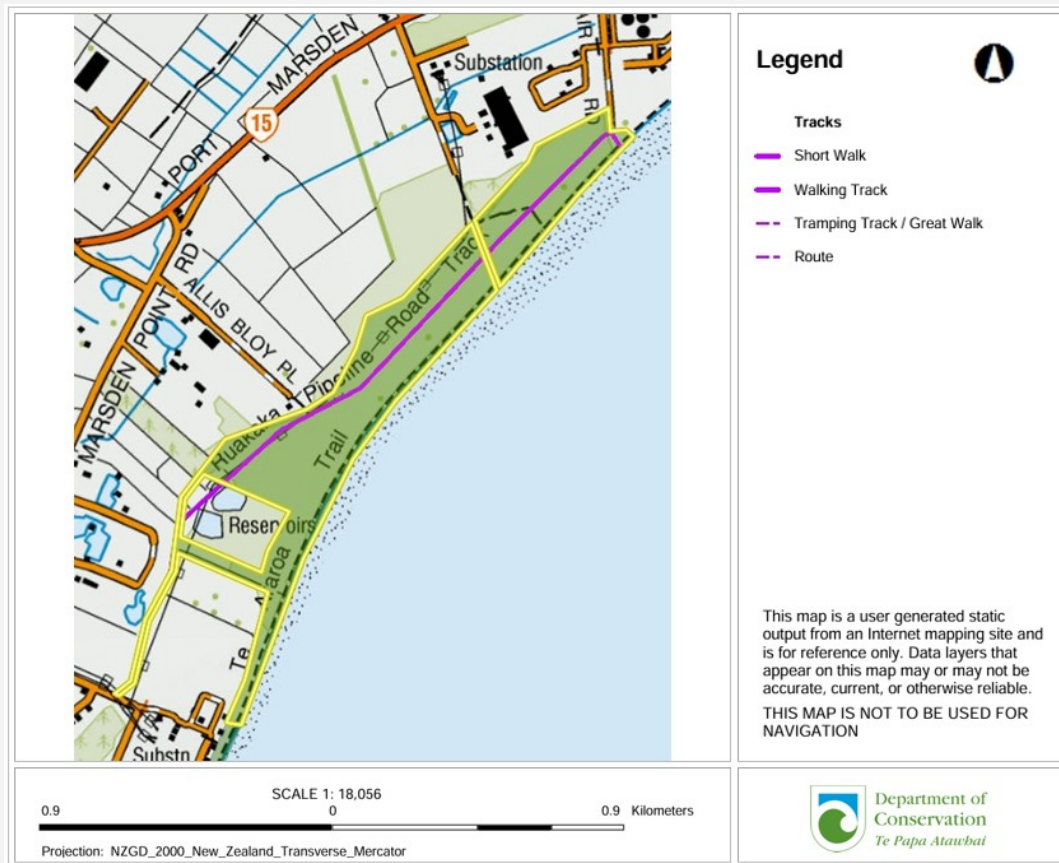 MARSDEN
PORT
15
Substation
AIR
RD
RD
ALLIS BLOY PL
POINT
MARSDEN
Ruakaka Pipeline Road Track
Trail
Reservoirs
Te
Substn
Legend
Tracks
Short Walk
Walking Track
Tramping Track / Great Walk
Route
This map is a user generated static
output from an Internet mapping site and
is for reference only. Data layers that
appear on this map may or may not be
accurate, current, or otherwise reliable.
THIS MAP IS NOT TO BE USED FOR
NAVIGATION
SCALE 1: 18,056
0.9 0 0.9 Kilometers
Projection: NZGD_2000_New_Zealand_Transverse_Mercator
Department of
Conservation
Te Papa Atawhai